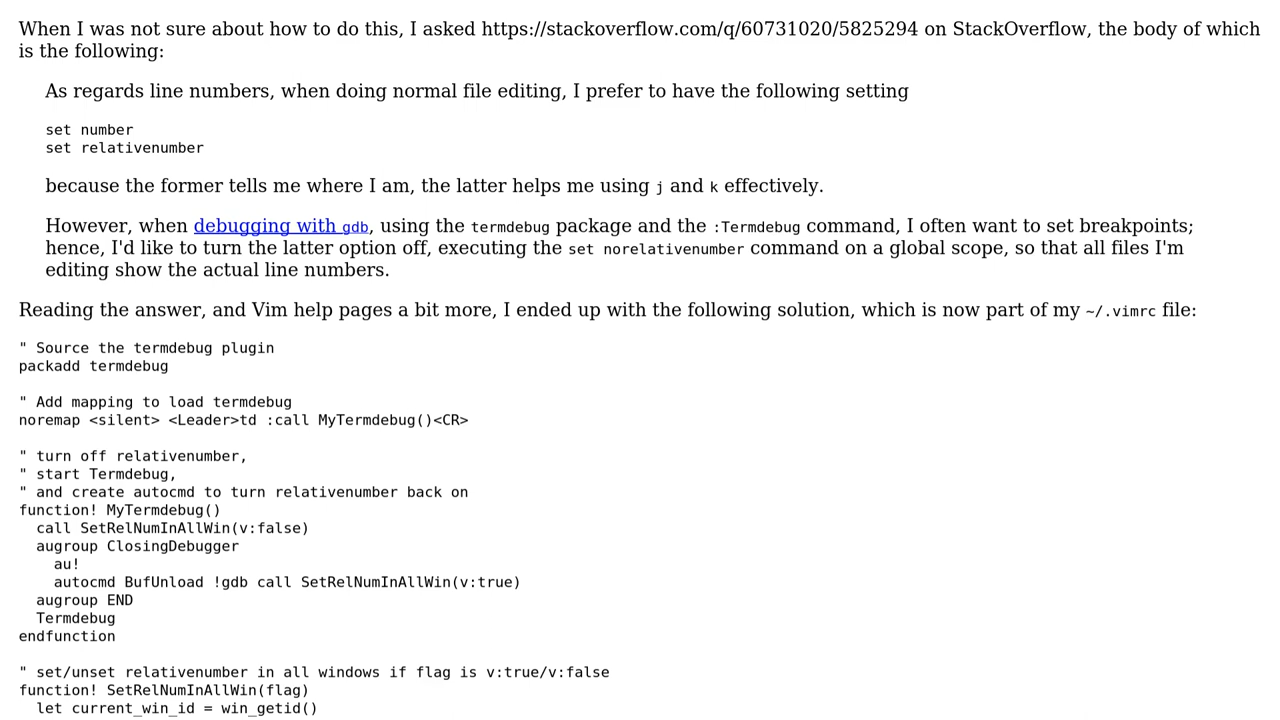 When I was not sure about how to do this, I asked https://stackoverflow.com/q/60731020/5825294 on StackOverflow, the body of which
is the following:
As regards line numbers, when doing normal file editing, I prefer to have the following setting
set number
set relativenumber
because the former tells me where I am, the latter helps me using j and k effectively.
However, when debugging with gdb, using the termdebug package and the :Termdebug command, I often want to set breakpoints;
hence, I'd like to turn the latter option off, executing the set norelativenumber command on a global scope, so that all files I'm
editing show the actual line numbers.
Reading the answer, and Vim help pages a bit more, I ended up with the following solution, which is now part of my ~/.vimrc file:
" Source the termdebug plugin
packadd termdebug
" Add mapping to load termdebug
noremap <silent> <Leader>td :call MyTermdebug()<CR>
" turn off relativenumber,
" start Termdebug,
" and create autocmd to turn relativenumber back on
function! MyTermdebug()
  call SetRelNumInAllWin(v:false)
  augroup ClosingDebugger
    au!
    autocmd BufUnload !gdb call SetRelNumInAllWin(v:true)
  augroup END
  Termdebug
endfunction
" set/unset relativenumber in all windows if flag is v:true/v:false
function! SetRelNumInAllWin(flag)
  let current_win_id = win_getid()